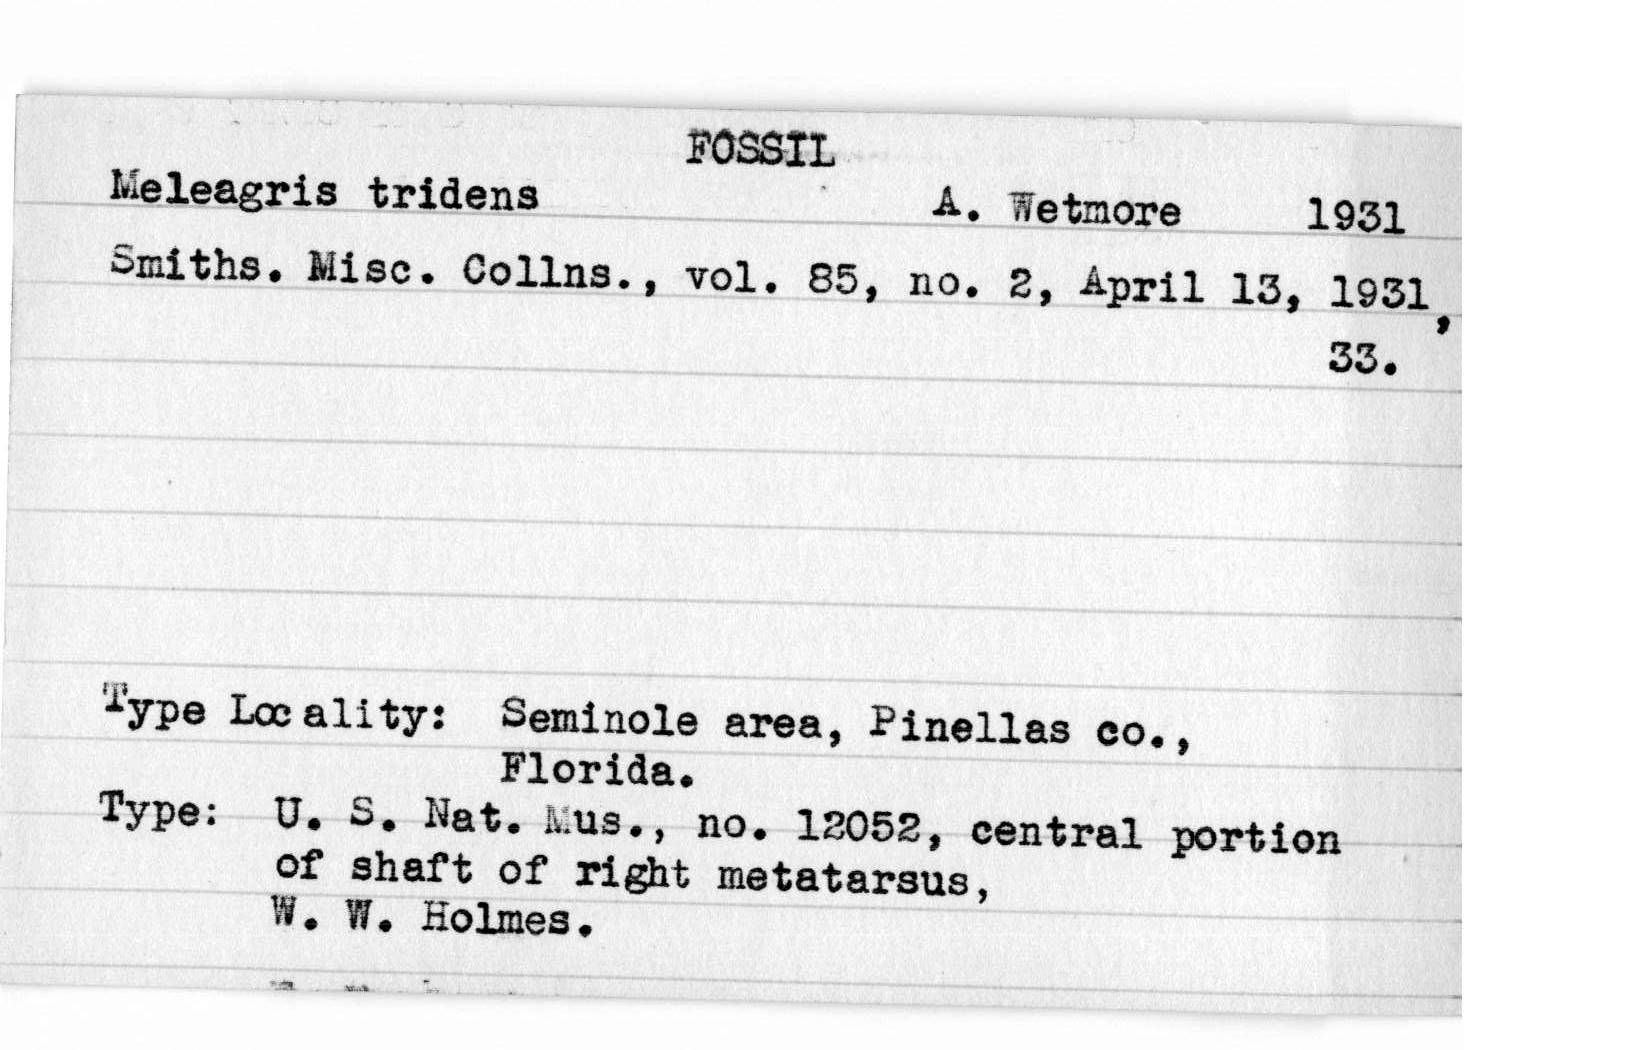 FOSSIL
Meleagris tridens A. Wetmore 1931
Smiths. Misc. Collns., vol. 85, no. 2, April 13, 1931,
33.
Type Locality: Seminole area, Pinellas co.,
Florida.
Type: U. S. Nat. Mus., no. 12052, central portion
of shaft of right metatarsus,
W. W. Holmes.